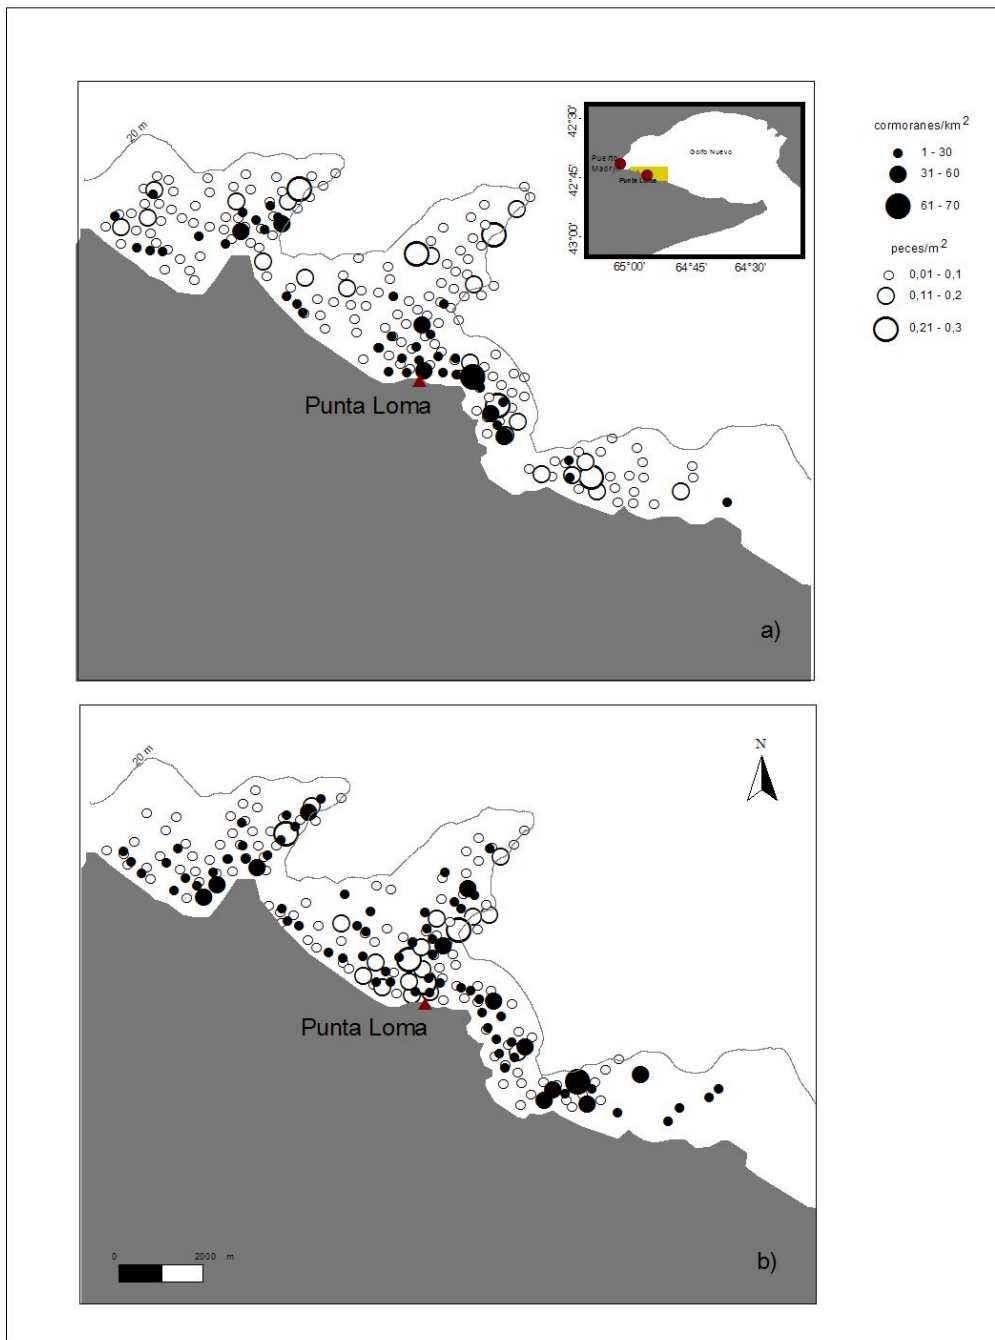 20 m
42°30'
42°45'
43°00'
Golfo Nuevo
Puerto
Madryn
Punta Loma
65°00' 64°45' 64°30'
cormoranes/km²
1 - 30
31 - 60
61 - 70
peces/m²
0,01 - 0,1
0,11 - 0,2
0,21 - 0,3
Punta Loma
a)
20 m
N
Punta Loma
0 2000 m
b)